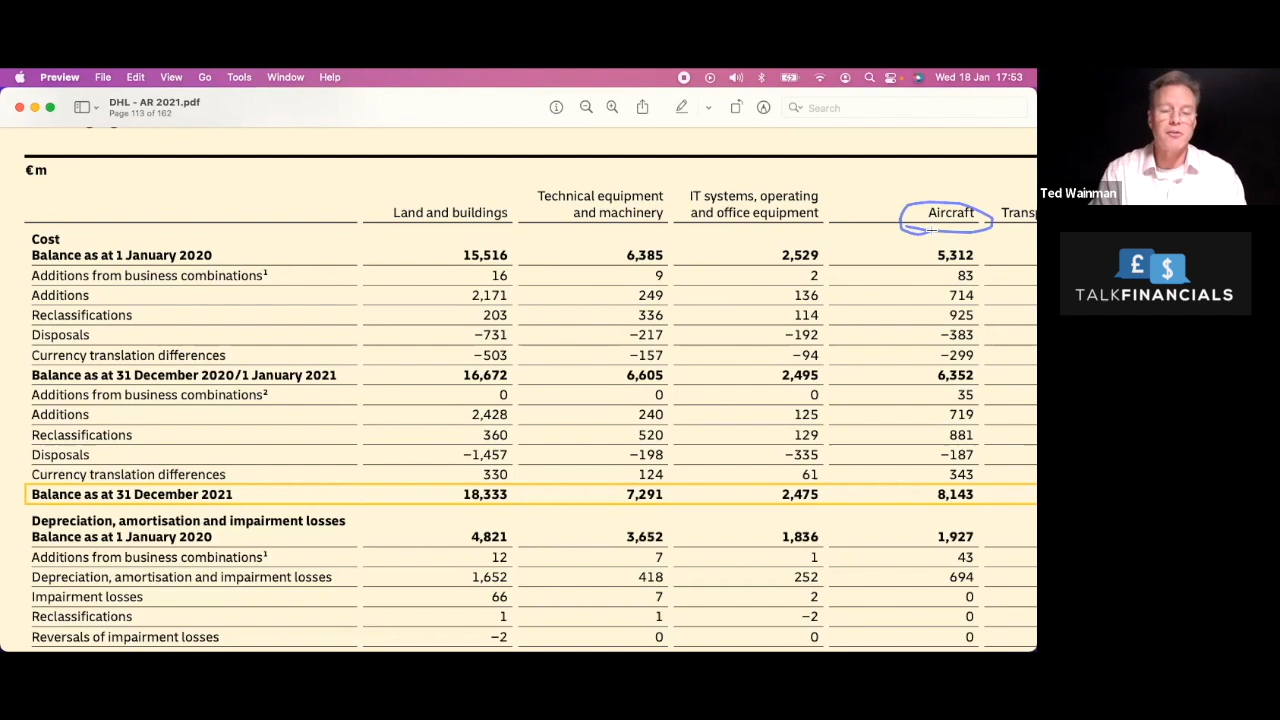 Preview File Edit View Go Tools Window Help Wed 18 Jan 17:53
DHL - AR 2021.pdf
Page 113 of 162
Search
€m
Land and buildings Technical equipment and machinery IT systems, operating and office equipment Aircraft Transp
Cost
Balance as at 1 January 2020 15,516 6,385 2,529 5,312
Additions from business combinations¹ 16 9 2 83
Additions 2,171 249 136 714
Reclassifications 203 336 114 925
Disposals −731 −217 −192 −383
Currency translation differences −503 −157 −94 −299
Balance as at 31 December 2020/1 January 2021 16,672 6,605 2,495 6,352
Additions from business combinations² 0 0 0 35
Additions 2,428 240 125 719
Reclassifications 360 520 129 881
Disposals −1,457 −198 −335 −187
Currency translation differences 330 124 61 343
Balance as at 31 December 2021 18,333 7,291 2,475 8,143
Depreciation, amortisation and impairment losses
Balance as at 1 January 2020 4,821 3,652 1,836 1,927
Additions from business combinations¹ 12 7 1 43
Depreciation, amortisation and impairment losses 1,652 418 252 694
Impairment losses 66 7 2 0
Reclassifications 1 1 −2 0
Reversals of impairment losses −2 0 0 0
Ted Wainman
£ $
TALKFINANCIALS